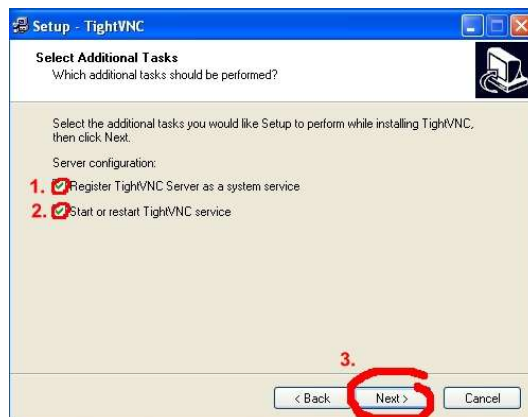 Setup - TightVNC
Select Additional Tasks
Which additional tasks should be performed?
Select the additional tasks you would like Setup to perform while installing TightVNC,
then click Next.
Server configuration:
1. Register TightVNC Server as a system service
2. Start or restart TightVNC service
3.
< Back Next > Cancel